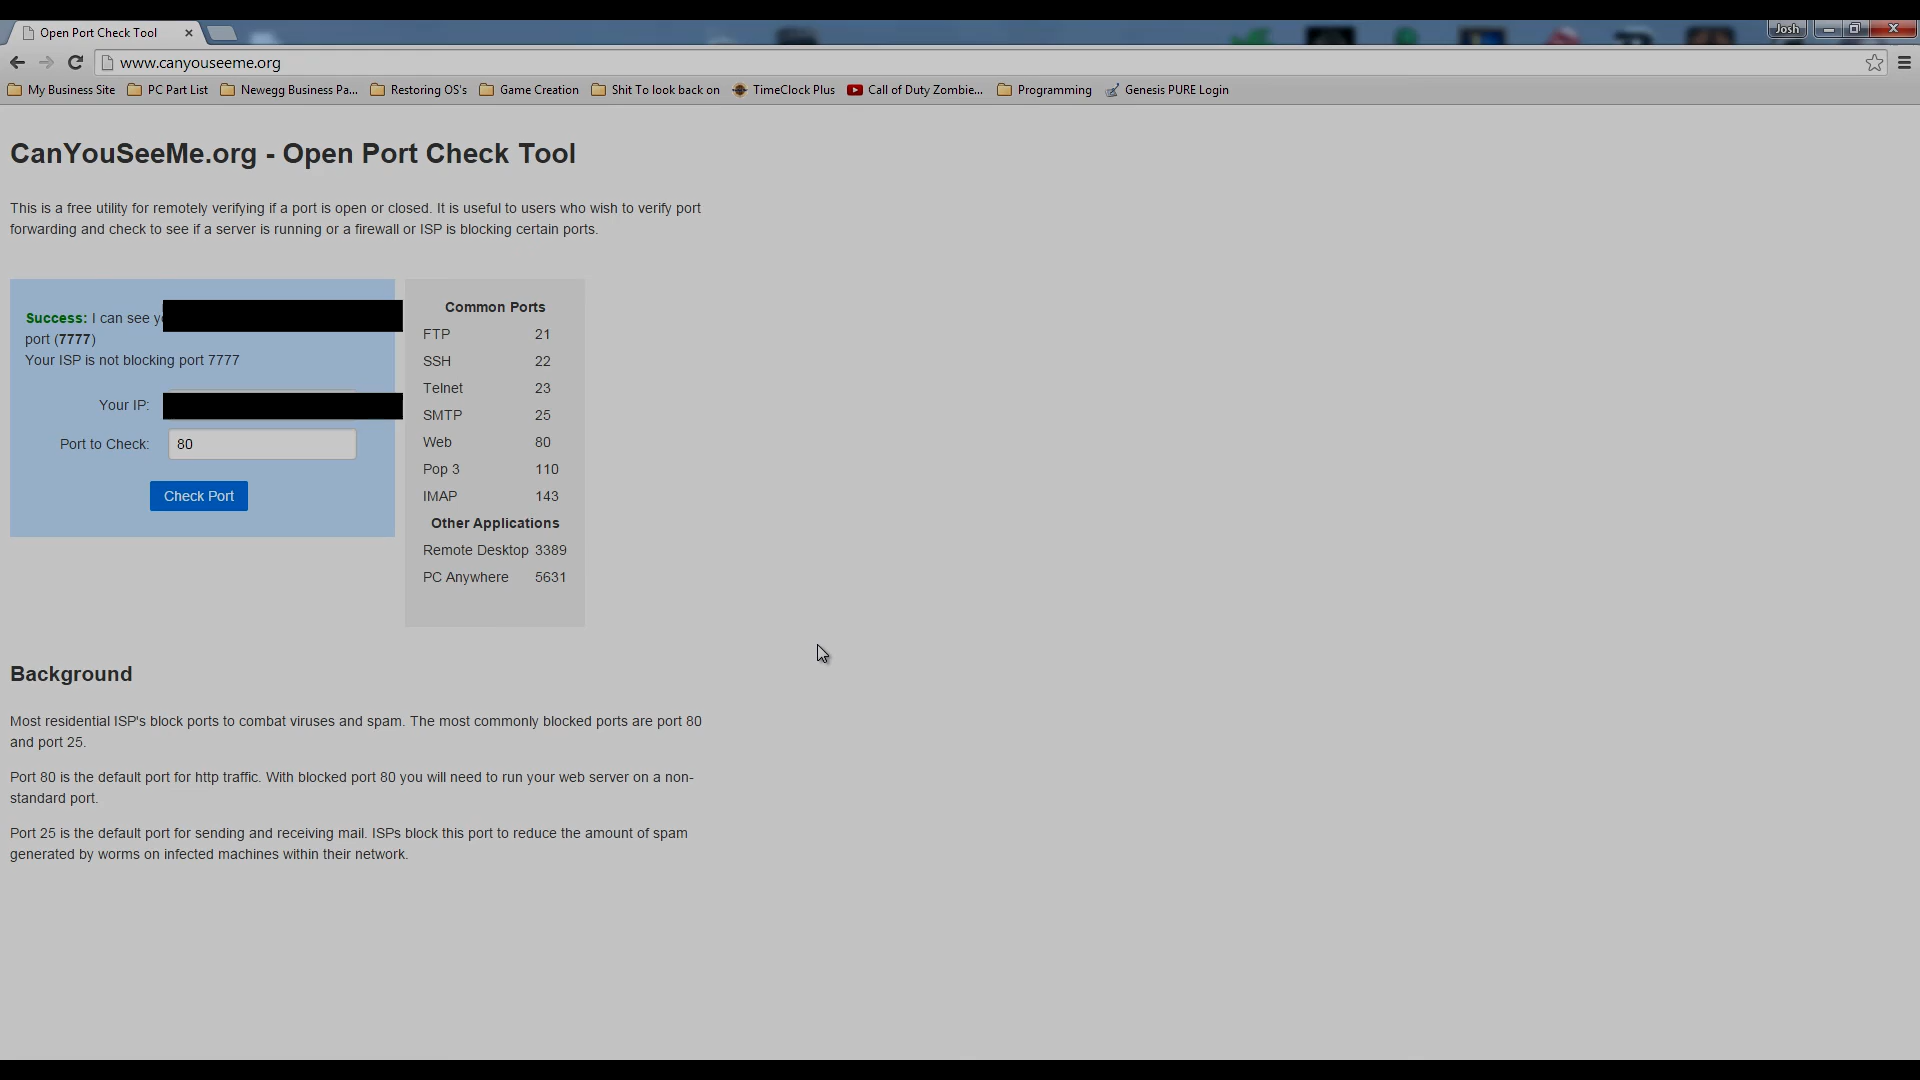 Open Port Check Tool
Josh
www.canyouseeme.org
My Business Site
PC Part List
Newegg Business Pa...
Restoring OS's
Game Creation
Shit To look back on
TimeClock Plus
Call of Duty Zombie...
Programming
Genesis PURE Login
CanYouSeeMe.org - Open Port Check Tool
This is a free utility for remotely verifying if a port is open or closed. It is useful to users who wish to verify port
forwarding and check to see if a server is running or a firewall or ISP is blocking certain ports.
Success: I can see
port (7777)
Your ISP is not blocking port 7777
Your IP:
Port to Check: 80
Check Port
Common Ports
FTP 21
SSH 22
Telnet 23
SMTP 25
Web 80
Pop 3 110
IMAP 143
Other Applications
Remote Desktop 3389
PC Anywhere 5631
Background
Most residential ISP's block ports to combat viruses and spam. The most commonly blocked ports are port 80
and port 25.
Port 80 is the default port for http traffic. With blocked port 80 you will need to run your web server on a non-
standard port.
Port 25 is the default port for sending and receiving mail. ISPs block this port to reduce the amount of spam
generated by worms on infected machines within their network.